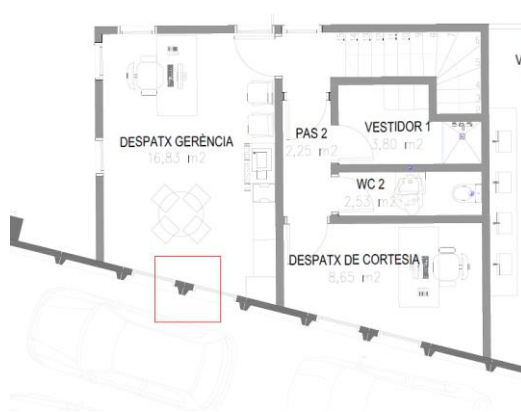 DESPATX GERÈNCIA
16,83 m2
PAS 2
2,25 m2
VESTIDOR 1
3,80 m2
WC 2
2,53 m2
DESPATX DE CORTESIA
8,65 m2
V